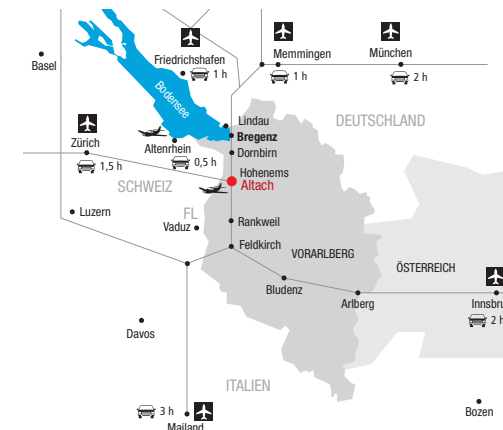 Basel
Friedrichshafen
1 h
Memmingen
1 h
München
2 h
Bodensee
Lindau
DEUTSCHLAND
Bregenz
Zürich
1,5 h
Altenrhein
0,5 h
Dornbirn
Hohenems
Altach
SCHWEIZ
Luzern
FL
Vaduz
Rankweil
Feldkirch
VORARLBERG
ÖSTERREICH
Bludenz
Arlberg
Innsbru
2 h
Davos
ITALIEN
3 h
Mailand
Bozen